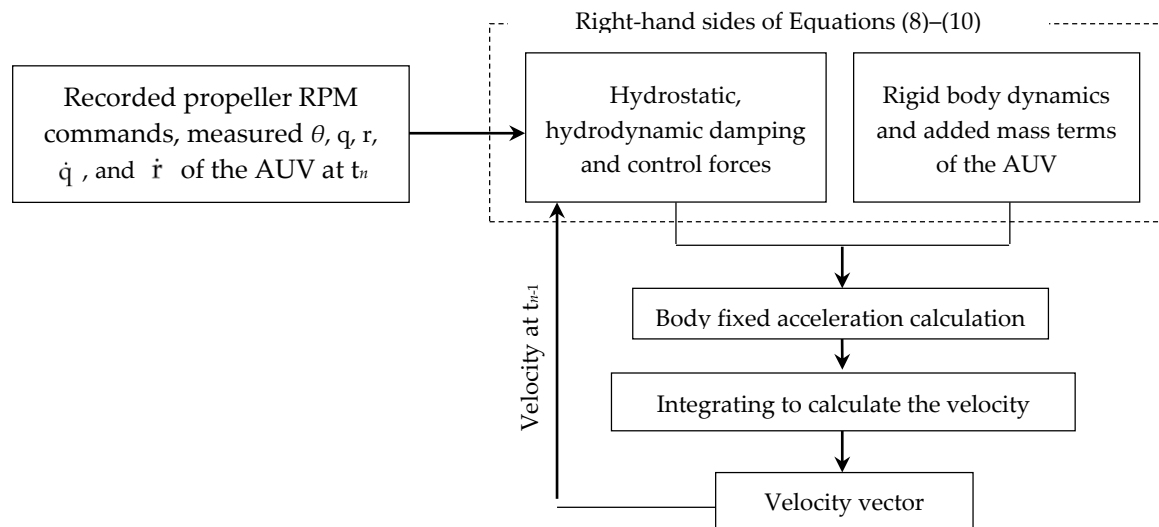 Right-hand sides of Equations (8)–(10)
Recorded propeller RPM
commands, measured θ, q, r,
q̇ , and ṙ of the AUV at tₙ
Hydrostatic,
hydrodynamic damping
and control forces
Rigid body dynamics
and added mass terms
of the AUV
Velocity at tₙ₋₁
Body fixed acceleration calculation
Integrating to calculate the velocity
Velocity vector